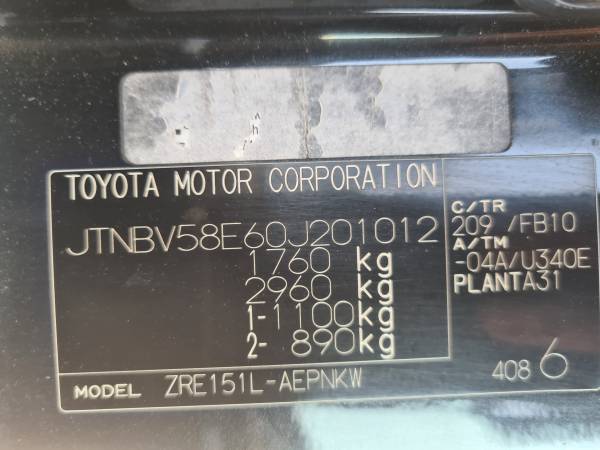 TOYOTA MOTOR CORPORATION
JTNBV58E60J201012
1760 kg
2960 kg
1-1100kg
2- 890kg
MODEL ZRE151L-AEPNKW
C/TR
209 /FB10
A/TM
-04A/U340E
PLANTA31
408 6